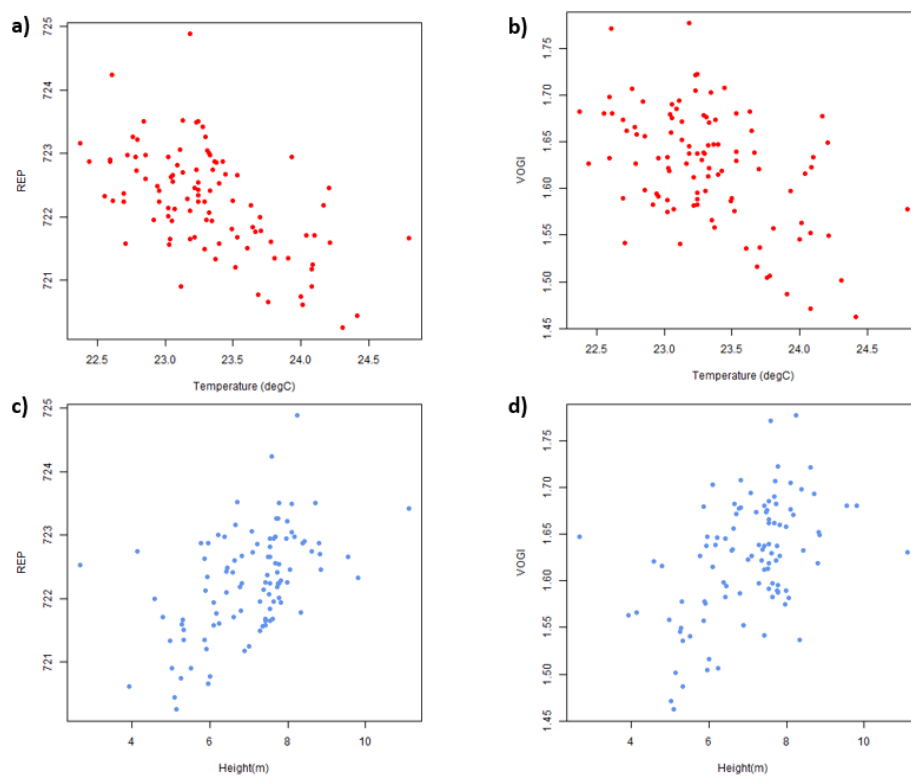 a)
REP
725
724
723
722
721
22.5 23.0 23.5 24.0 24.5
Temperature (degC)
b)
VOGI
1.75
1.70
1.65
1.60
1.55
1.50
1.45
22.5 23.0 23.5 24.0 24.5
Temperature (degC)
c)
REP
725
724
723
722
721
4 6 8 10
Height(m)
d)
VOGI
1.75
1.70
1.65
1.60
1.55
1.50
1.45
4 6 8 10
Height(m)